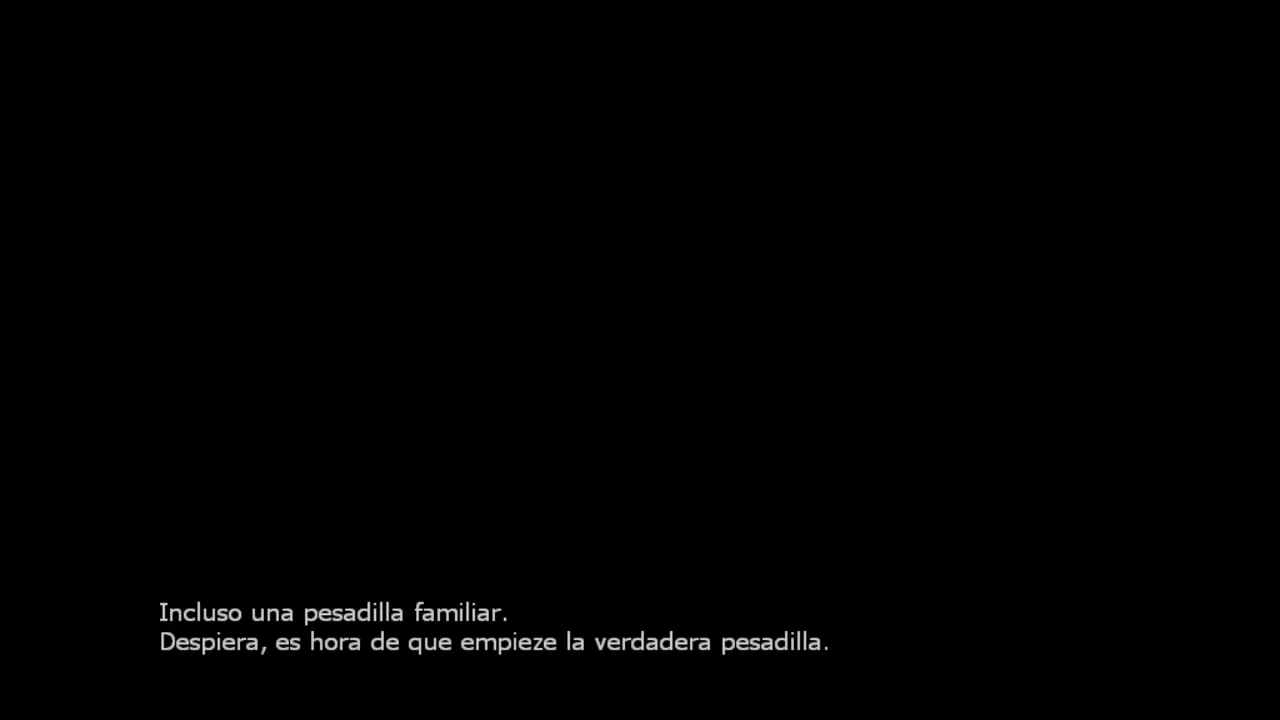 Incluso una pesadilla familiar.
Despiera, es hora de que empieze la verdadera pesadilla.